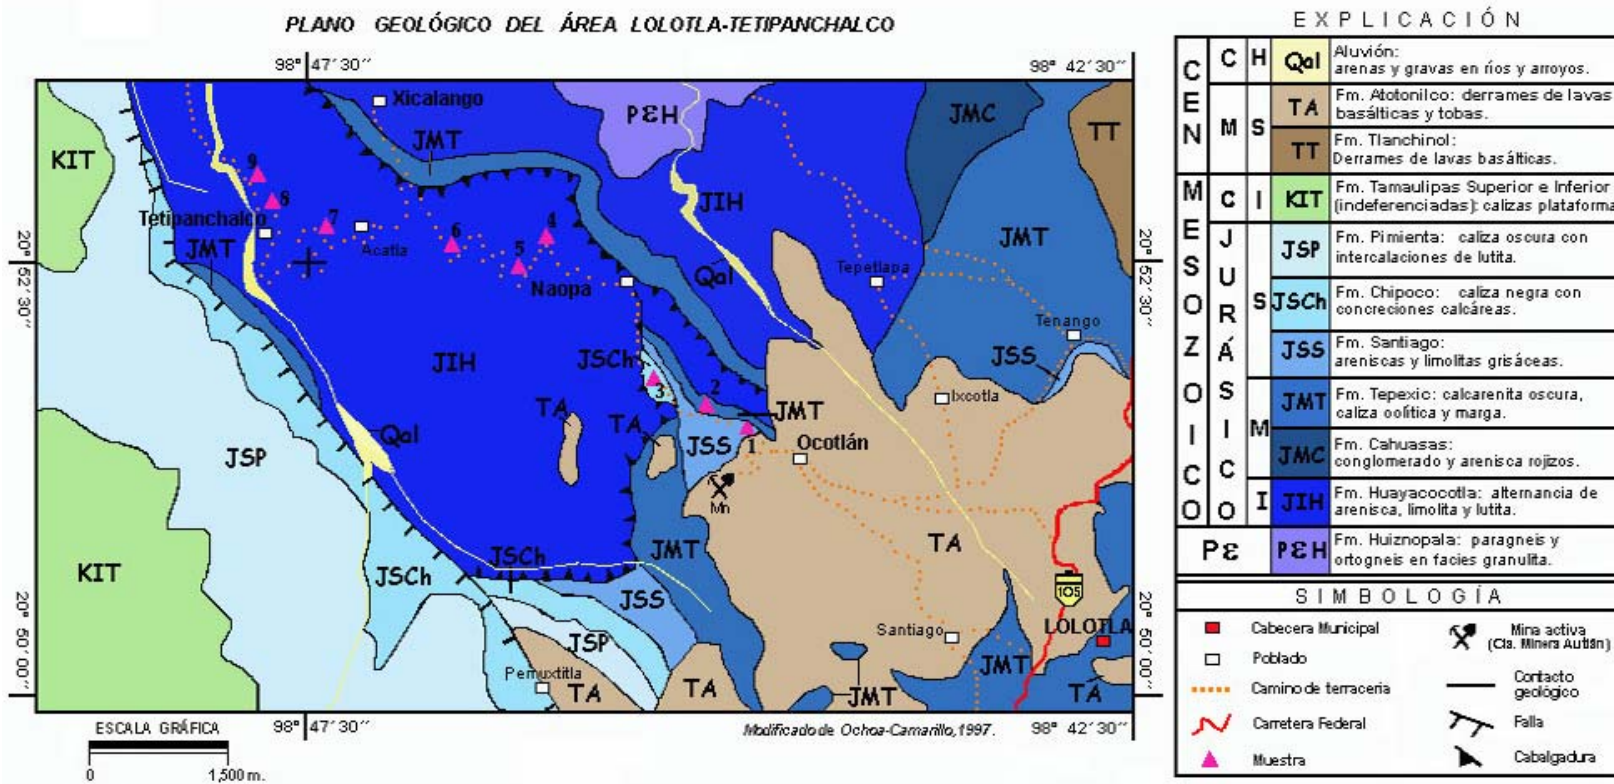 PLANO GEOLÓGICO DEL ÁREA LOLOTLA-TETIPANCHALCO
98° 47´30´´
98° 42´30´´
Xicalango
PƐH
JMC
TT
KIT
JMT
9
8
7
Tetipanchalco
Acatla
6
5
4
JIH
JMT
JMT
Qal
Tepetlapa
Naopa
20° 52´30´´
20° 52´30´´
Tenango
JSS
JIH
JSCh
3
2
JMT
Ixcotla
TA
TA
Qal
JSS
1
Ocotlán
JSP
Mn
JMT
TA
KIT
JSCh
JSCh
JSS
105
20° 50´00´´
20° 50´00´´
Santiago
LOLOTLA
JSP
JMT
Pemuxtitla
TA
TA
JMT
TA
ESCALA GRÁFICA
0 1,500 m.
98° 47´30´´
Modificado de Ochoa-Camarillo, 1997.
98° 42´30´´
EXPLICACIÓN
CEN
MESOZOICO
PƐ
C
M
C
JURÁSICO
H
S
I
S
M
I
Qal Aluvión:
arenas y gravas en ríos y arroyos.
TA Fm. Atotonilco: derrames de lavas
basálticas y tobas.
TT Fm. Tlanchinol:
Derrames de lavas basálticas.
KIT Fm. Tamaulipas Superior e Inferior
(indeferenciadas): calizas plataforma
JSP Fm. Pimienta: caliza oscura con
intercalaciones de lutita.
JSCh Fm. Chipoco: caliza negra con
concreciones calcáreas.
JSS Fm. Santiago:
areniscas y limolitas grisáceas.
JMT Fm. Tepexic: calcarenita oscura,
caliza oolítica y marga.
JMC Fm. Cahuasas:
conglomerado y arenisca rojizos.
JIH Fm. Huayacocotla: alternancia de
arenisca, limolita y lutita.
PƐH Fm. Huiznopala: paragneis y
ortogneis en facies granulita.
SIMBOLOGÍA
Cabecera Municipal
Poblado
Camino de terraceria
Carretera Federal
Muestra
Mina activa
(Cia. Minera Autlán)
Contacto
geológico
Falla
Cabalgadura